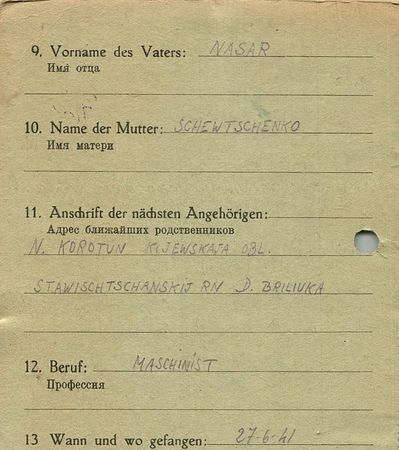 9. Vorname des Vaters: NASAR
Имя отца
10. Name der Mutter: SCHEWTSCHENKO
Имя матери
11. Anschrift der nächsten Angehörigen:
Адрес ближайших родственников
N. KOROTUN KIJEWSKAJA OBL.
STAWISCHTSCHANSKIJ RN D. BRILIVKA
12. Beruf: MASCHINIST
Профессия
13 Wann und wo gefangen: 27-6-41